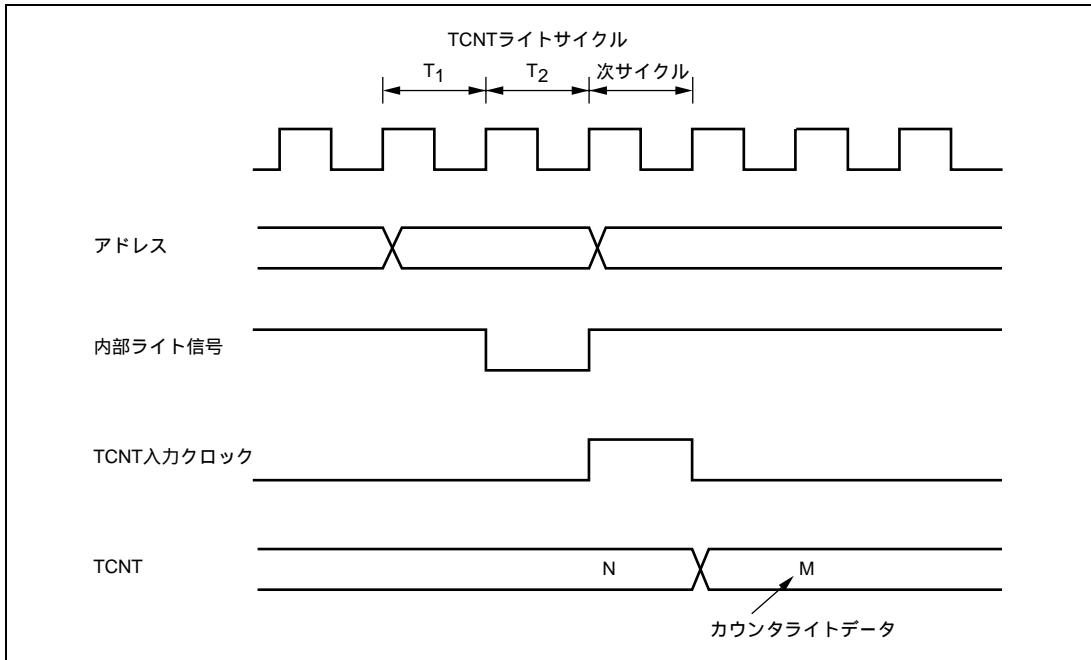 TCNTライトサイクル
T1 T2 次サイクル
アドレス
内部ライト信号
TCNT入力クロック
TCNT N M
カウンタライトデータ